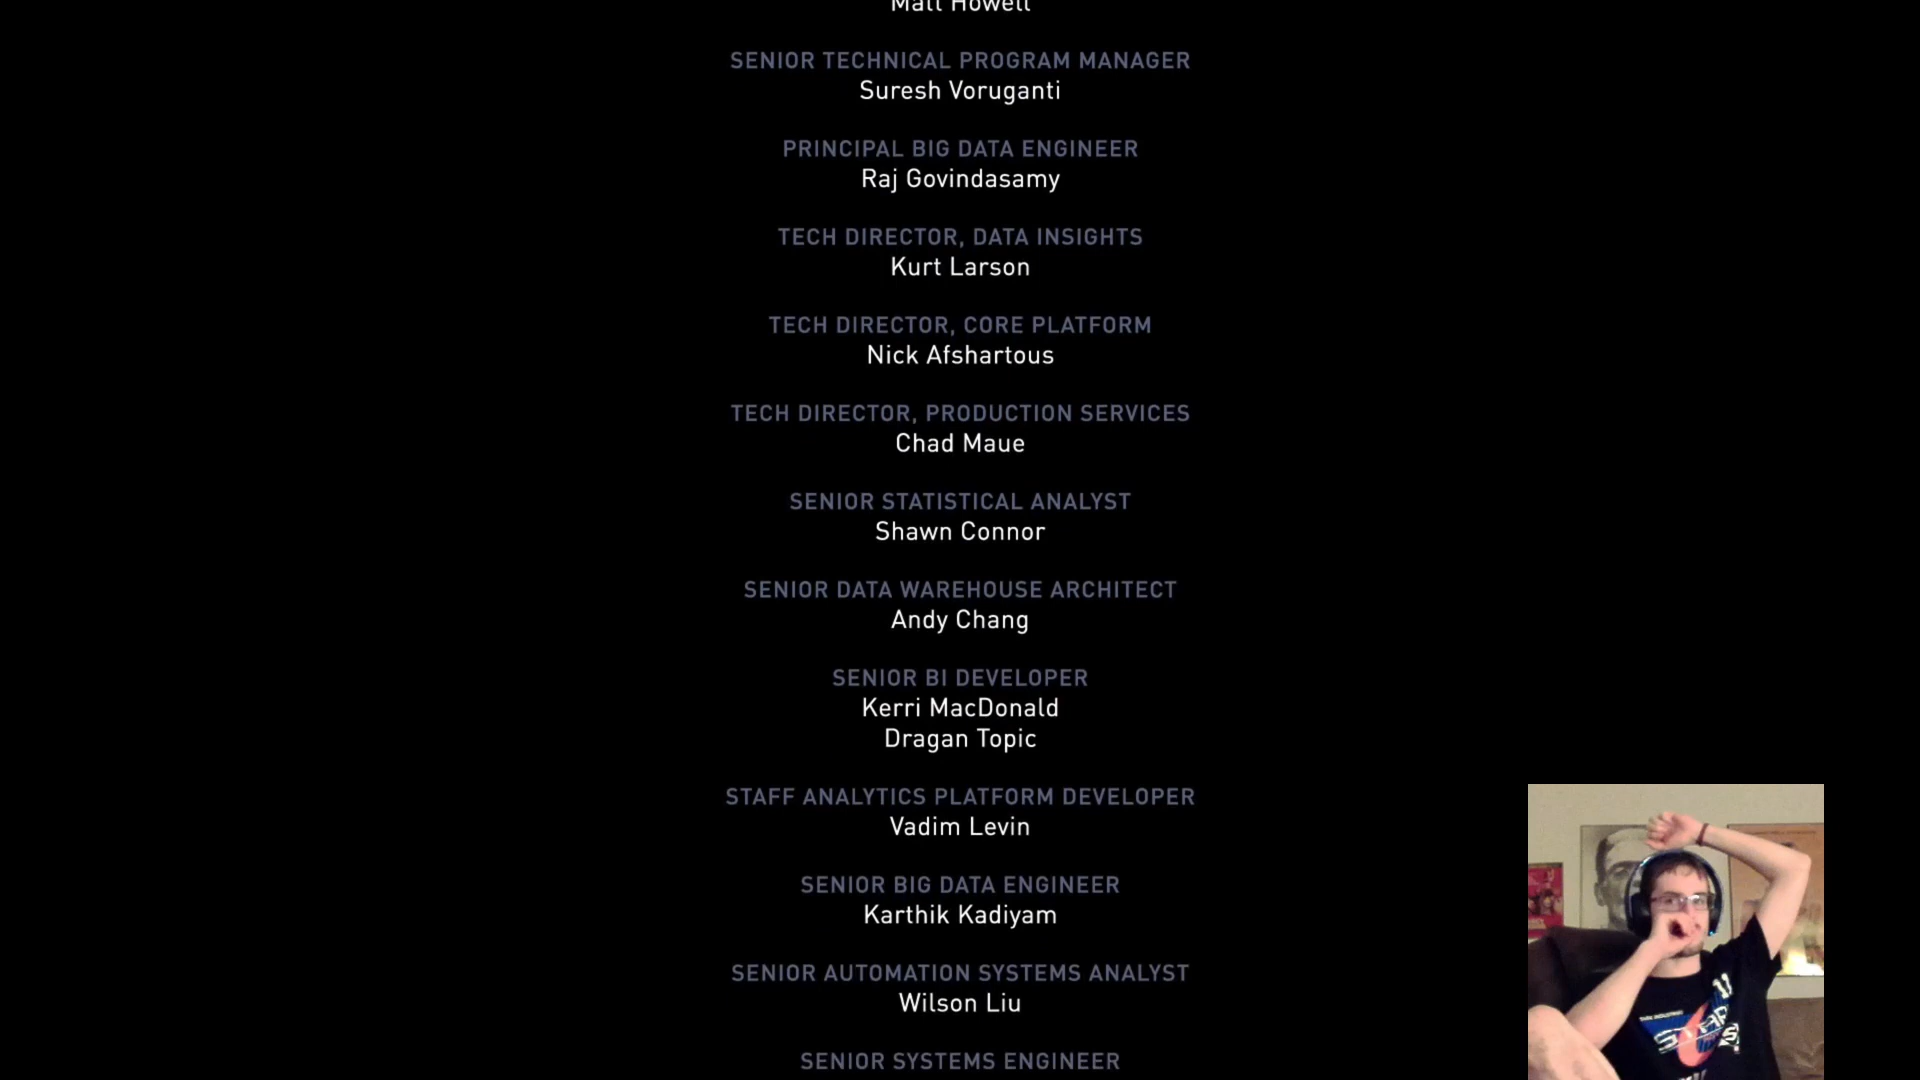 Matt Howell
SENIOR TECHNICAL PROGRAM MANAGER
Suresh Voruganti
PRINCIPAL BIG DATA ENGINEER
Raj Govindasamy
TECH DIRECTOR, DATA INSIGHTS
Kurt Larson
TECH DIRECTOR, CORE PLATFORM
Nick Afshartous
TECH DIRECTOR, PRODUCTION SERVICES
Chad Maue
SENIOR STATISTICAL ANALYST
Shawn Connor
SENIOR DATA WAREHOUSE ARCHITECT
Andy Chang
SENIOR BI DEVELOPER
Kerri MacDonald
Dragan Topic
STAFF ANALYTICS PLATFORM DEVELOPER
Vadim Levin
SENIOR BIG DATA ENGINEER
Karthik Kadiyam
SENIOR AUTOMATION SYSTEMS ANALYST
Wilson Liu
SENIOR SYSTEMS ENGINEER